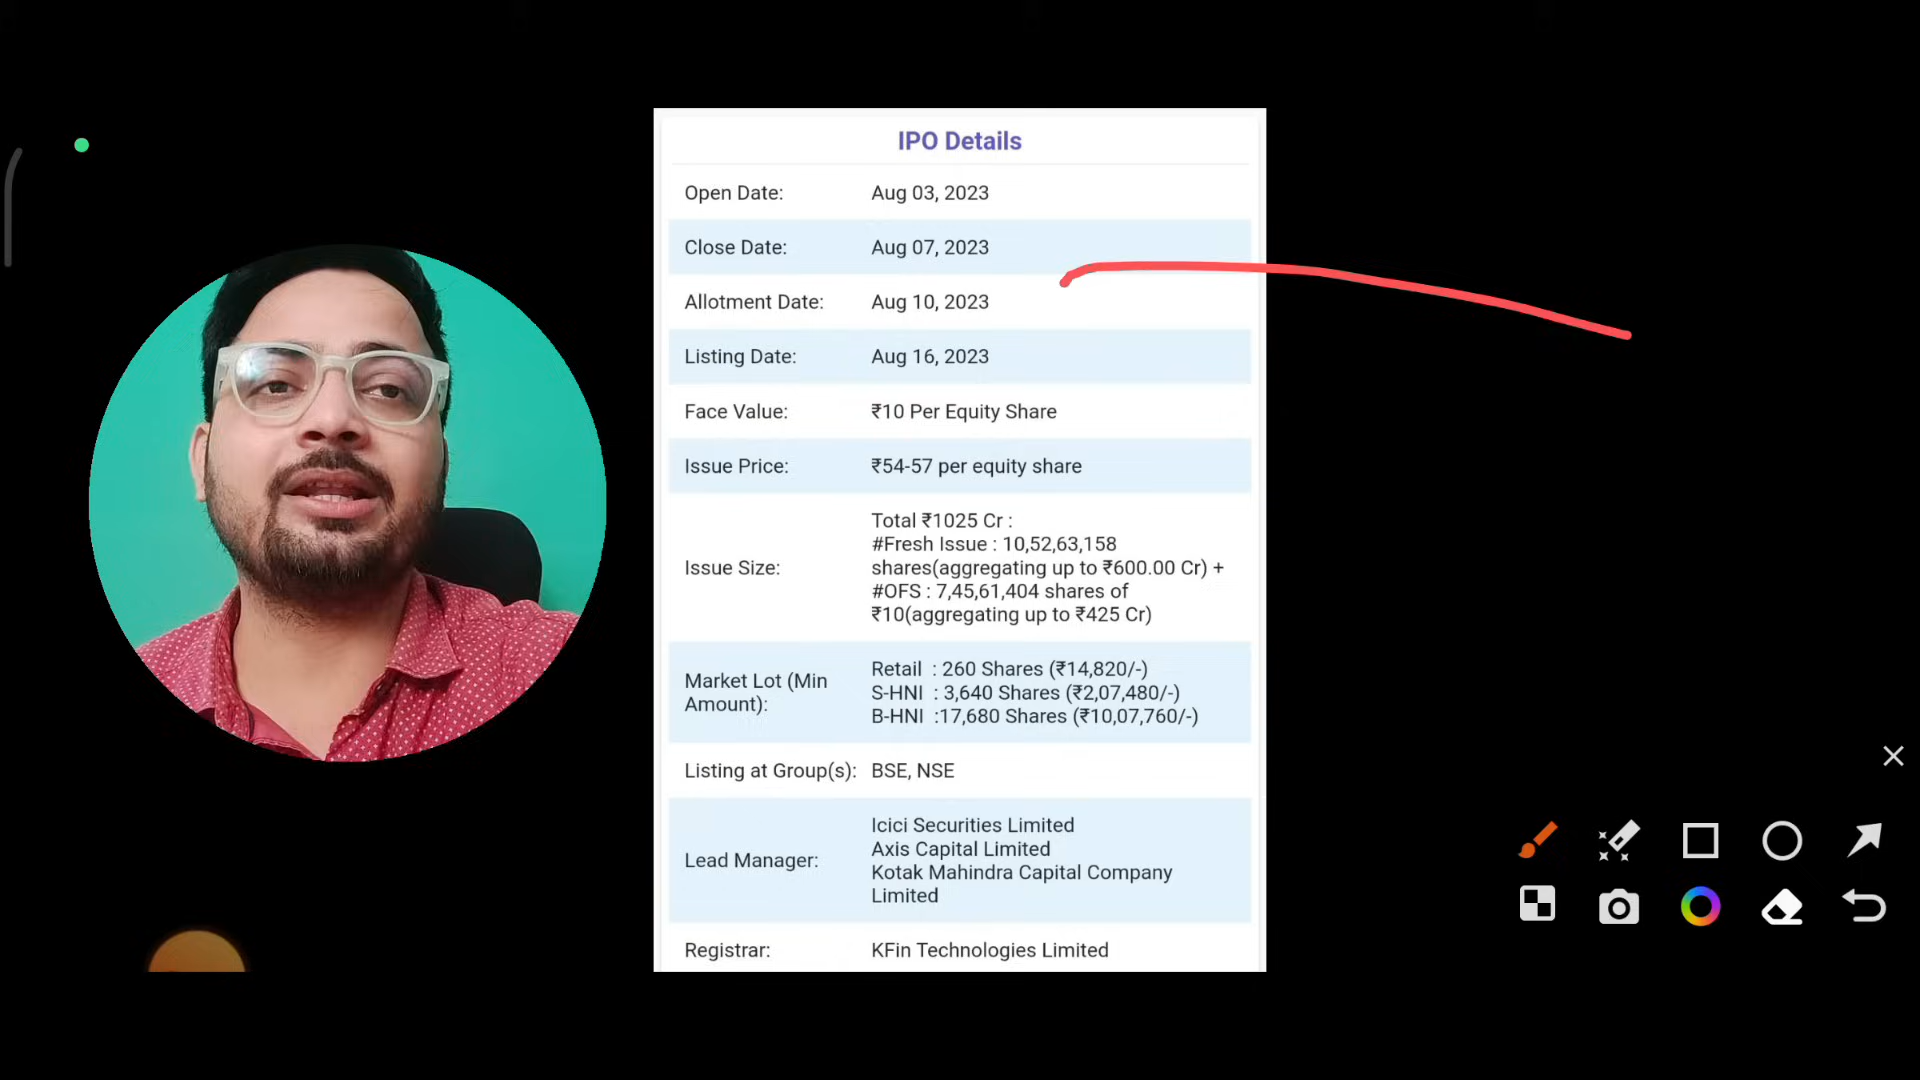 IPO Details
Open Date: Aug 03, 2023
Close Date: Aug 07, 2023
Allotment Date: Aug 10, 2023
Listing Date: Aug 16, 2023
Face Value: ₹10 Per Equity Share
Issue Price: ₹54-57 per equity share
Issue Size:
Total ₹1025 Cr :
#Fresh Issue : 10,52,63,158
shares(aggregating up to ₹600.00 Cr) +
#OFS : 7,45,61,404 shares of
₹10(aggregating up to ₹425 Cr)
Market Lot (Min
Amount):
Retail : 260 Shares (₹14,820/-)
S-HNI : 3,640 Shares (₹2,07,480/-)
B-HNI :17,680 Shares (₹10,07,760/-)
Listing at Group(s): BSE, NSE
Lead Manager:
Icici Securities Limited
Axis Capital Limited
Kotak Mahindra Capital Company
Limited
Registrar: KFin Technologies Limited